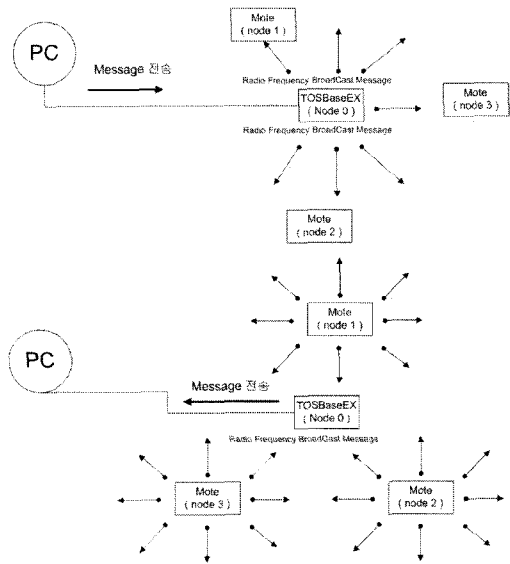 PC
Message 전송
Mote
( node 1 )
Radio Frequency BroadCast Message
TOSBaseEX
( Node 0 )
Radio Frequency BroadCast Message
Mote
( node 3 )
Mote
( node 2 )
Mote
( node 1 )
PC
Message 전송
TOSBaseEX
( Node 0 )
Radio Frequency BroadCast Message
Mote
( node 3 )
Mote
( node 2 )